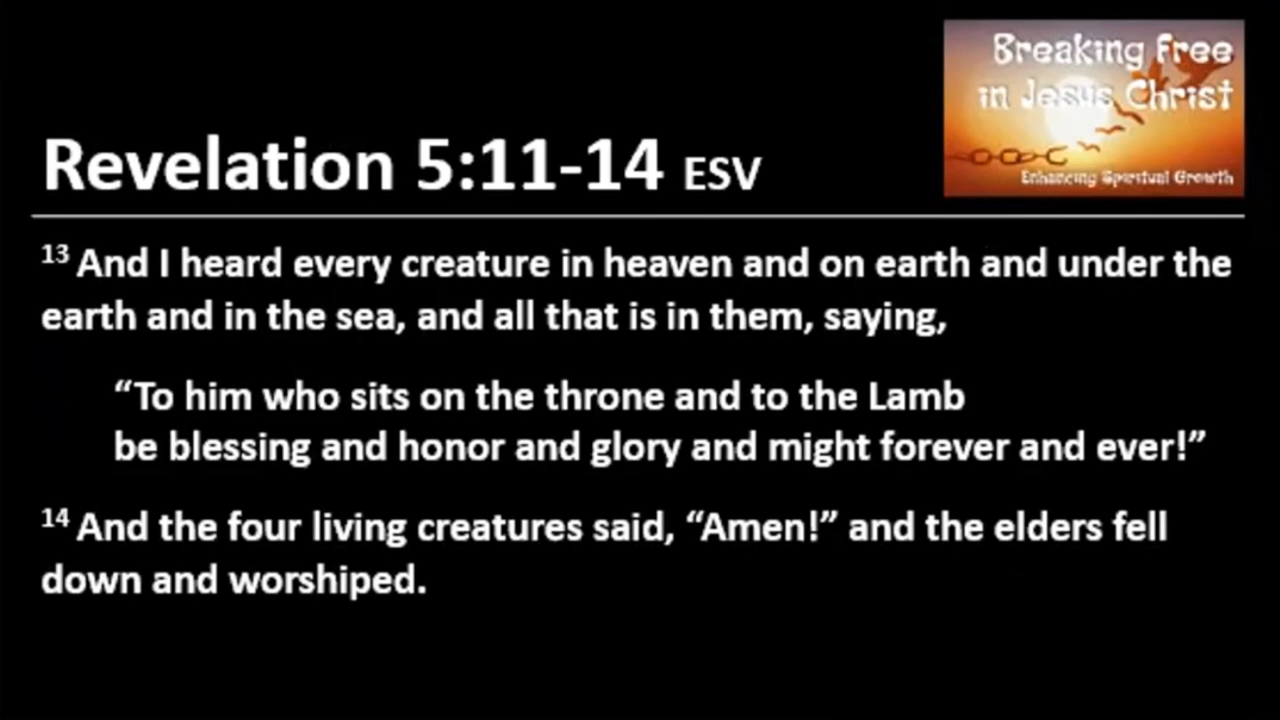 Breaking Free
in Jesus Christ
Enhancing Spiritual Growth
Revelation 5:11-14 ESV
13 And I heard every creature in heaven and on earth and under the
earth and in the sea, and all that is in them, saying,
“To him who sits on the throne and to the Lamb
be blessing and honor and glory and might forever and ever!”
14 And the four living creatures said, “Amen!” and the elders fell
down and worshiped.